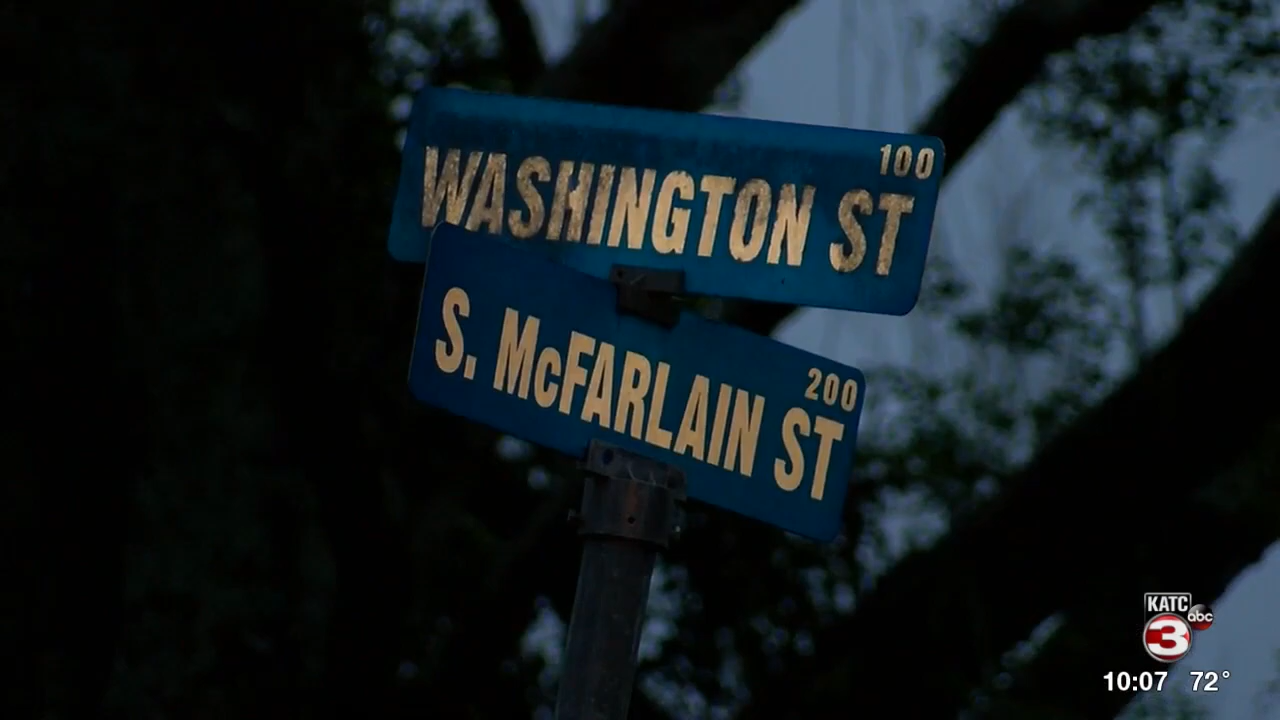 100
WASHINGTON ST
200
S. McFARLAIN ST
KATC
abc
3
10:07 72°